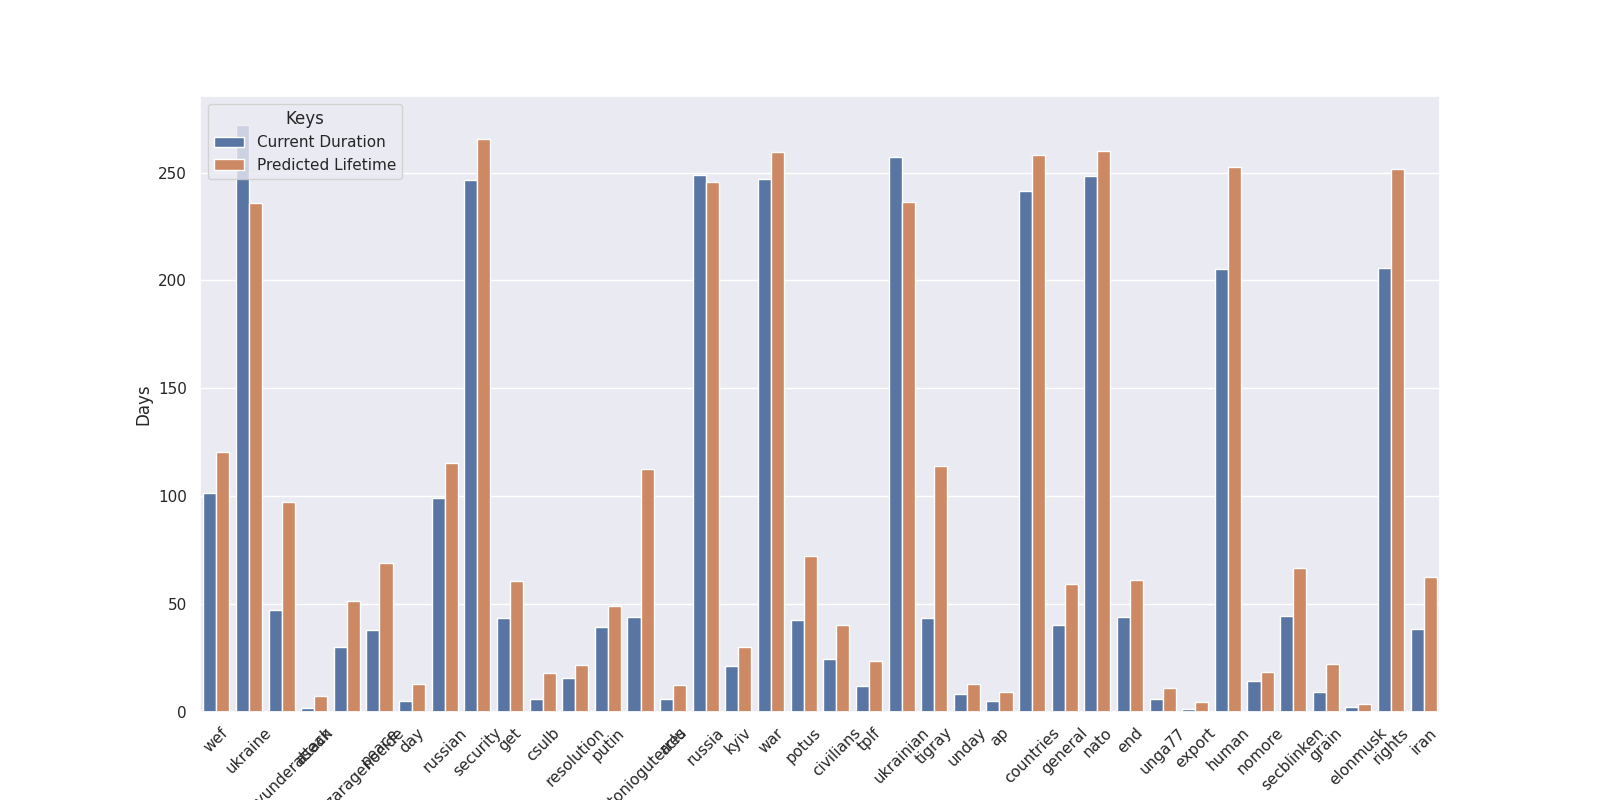 Keys
Current Duration
Predicted Lifetime
Days
250
200
150
100
50
0
wef
ukraine
attack
peace
day
russian
security
get
csulb
resolution
putin
russia
kyiv
war
potus
civilians
tplf
ukrainian
tigray
unday
ap
countries
general
nato
end
unga77
export
human
nomore
secblinken
grain
elonmusk
rights
iran